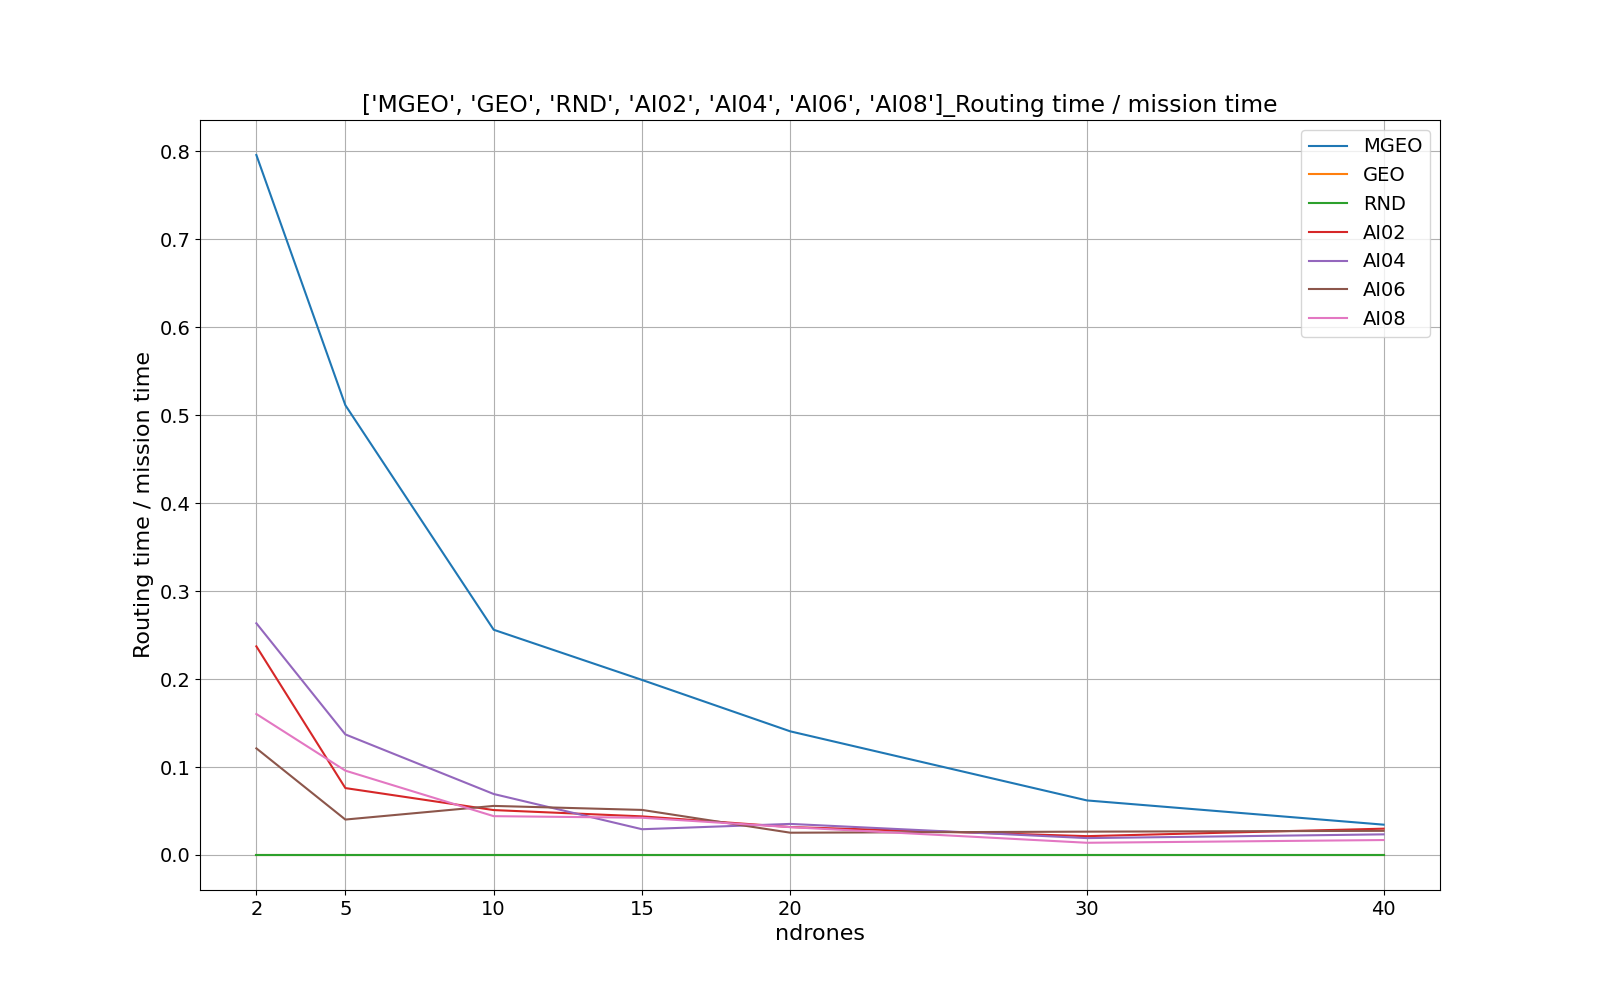 ['MGEO', 'GEO', 'RND', 'AI02', 'AI04', 'AI06', 'AI08']_Routing time / mission time
MGEO
GEO
RND
AI02
AI04
AI06
AI08
Routing time / mission time
0.8
0.7
0.6
0.5
0.4
0.3
0.2
0.1
0.0
2 5 10 15 20 30 40
ndrones